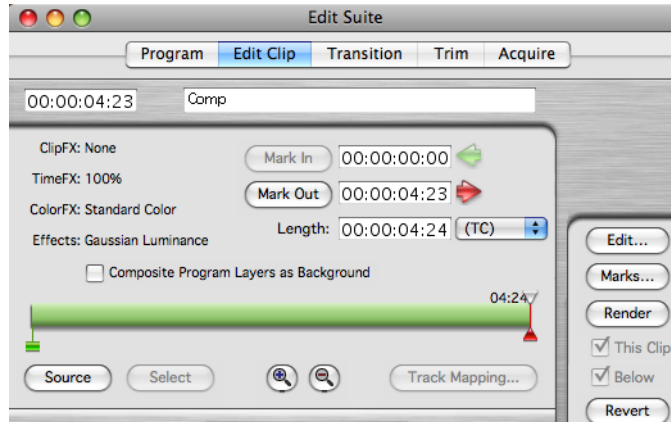 Edit Suite
Program Edit Clip Transition Trim Acquire
00:00:04:23 Comp
ClipFX: None
Mark In 00:00:00:00
TimeFX: 100%
Mark Out 00:00:04:23
ColorFX: Standard Color
Length: 00:00:04:24 (TC)
Effects: Gaussian Luminance
Edit...
Composite Program Layers as Background
Marks...
04:24
Render
This Clip
Source Select Track Mapping...
Below
Revert